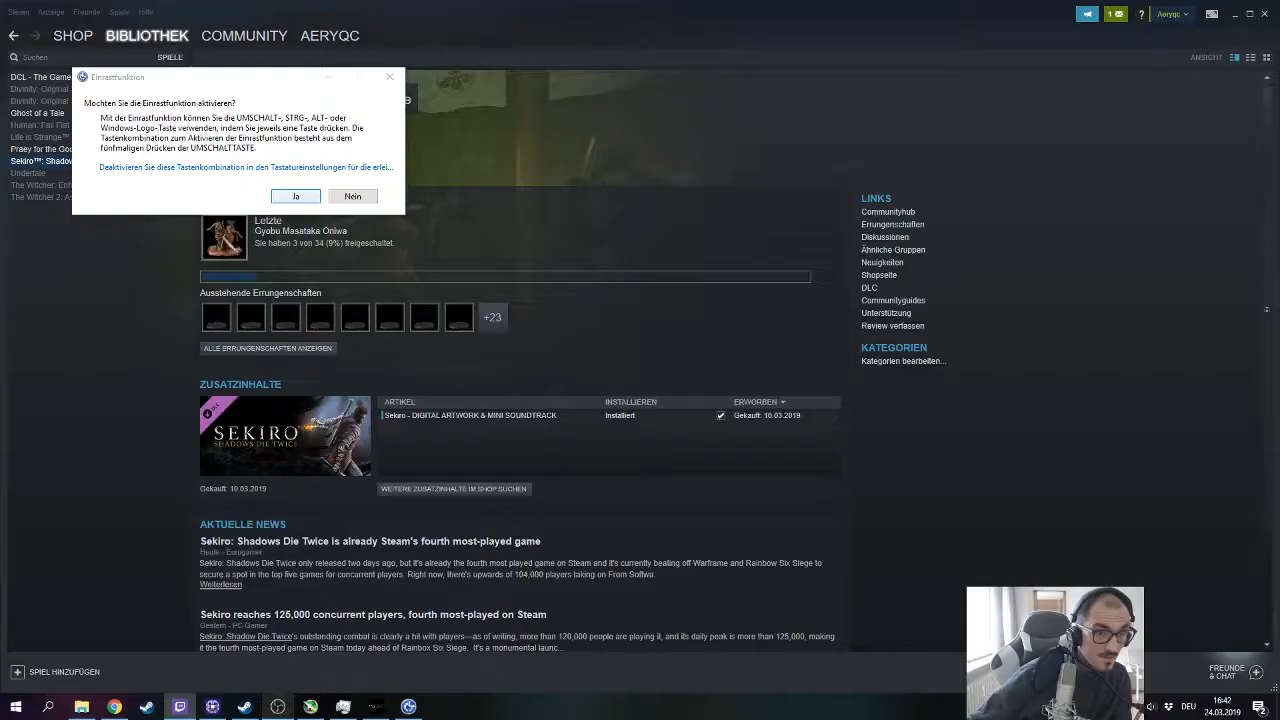 Steam Anzeige Freunde Spiele Hilfe
1
?
Aeryqc
SHOP BIBLIOTHEK COMMUNITY AERYQC
Suchen
SPIELE
ANSICHT
DCL - The Game
Divinity: Original
Divinity: Original
Ghost of a Tale
Human: Fall Flat
Life is Strange™
Praey for the God
Sekiro™: Shadow
Undertale
The Witcher: Enh
The Witcher 2: As
Einrastfunktion
Möchten Sie die Einrastfunktion aktivieren?
Mit der Einrastfunktion können Sie die UMSCHALT-, STRG-, ALT- oder
Windows-Logo-Taste verwenden, indem Sie jeweils eine Taste drücken. Die
Tastenkombination zum Aktivieren der Einrastfunktion besteht aus dem
fünfmaligen Drücken der UMSCHALTTASTE.
Deaktivieren Sie diese Tastenkombination in den Tastatureinstellungen für die erlei...
Ja
Nein
Letzte
Gyobu Masataka Oniwa
Sie haben 3 von 34 (9%) freigeschaltet.
Ausstehende Errungenschaften
+23
ALLE ERRUNGENSCHAFTEN ANZEIGEN
ZUSATZINHALTE
ARTIKEL INSTALLIEREN ERWORBEN
Sekiro - DIGITAL ARTWORK & MINI SOUNDTRACK Installiert Gekauft: 10.03.2019
DLC
SEKIRO
SHADOWS DIE TWICE
Gekauft: 10.03.2019
WEITERE ZUSATZINHALTE IM SHOP SUCHEN
AKTUELLE NEWS
Sekiro: Shadows Die Twice is already Steam's fourth most-played game
Heute - Eurogamer
Sekiro: Shadows Die Twice only released two days ago, but it's already the fourth most played game on Steam and it's currently beating off Warframe and Rainbow Six Siege to
secure a spot in the top five games for concurrent players. Right now, there's upwards of 104,000 players taking on From Softwa.
Weiterlesen
Sekiro reaches 125,000 concurrent players, fourth most-played on Steam
Gestern - PC Gamer
Sekiro: Shadow Die Twice's outstanding combat is clearly a hit with players—as of writing, more than 120,000 people are playing it, and its daily peak is more than 125,000, making
it the fourth most-played game on Steam today ahead of Rainbow Six Siege. It's a monumental launc...
LINKS
Communityhub
Errungenschaften
Diskussionen
Ähnliche Gruppen
Neuigkeiten
Shopseite
DLC
Communityguides
Unterstützung
Review verfassen
KATEGORIEN
Kategorien bearbeiten...
SPIEL HINZUFÜGEN
FREUNDE
& CHAT
DEU
16:42
24.03.2019
2